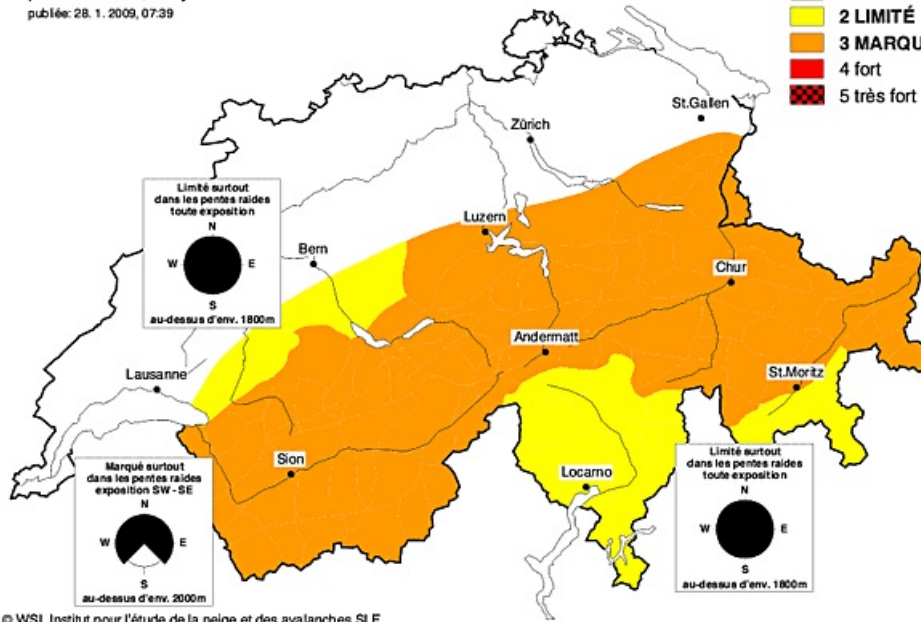 publiée: 28. 1. 2009, 07:39
2 LIMITÉ
3 MARQU
4 fort
5 très fort
St.Gallen
Zürich
Limité surtout
dans les pentes raides
toute exposition
N
W E
S
au-dessus d'env. 1800m
Luzern
Bern
Chur
Andermatt
Lausanne
St.Moritz
Sion
Locarno
Marqué surtout
dans les pentes raides
exposition SW - SE
N
W E
S
au-dessus d'env. 2000m
Limité surtout
dans les pentes raides
toute exposition
N
W E
S
au-dessus d'env. 1800m
© WSL Institut pour l'étude de la neige et des avalanches SLF